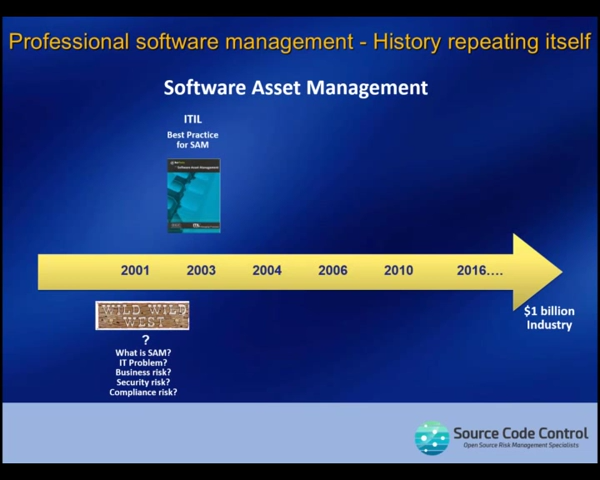 Professional software management - History repeating itself
Software Asset Management
ITIL
Best Practice
for SAM
Software Asset Management
2001
2003
2004
2006
2010
2016....
WILD WILD
WEST
?
What is SAM?
IT Problem?
Business risk?
Security risk?
Compliance risk?
$1 billion
Industry
Source Code Control
Open Source Risk Management Specialists